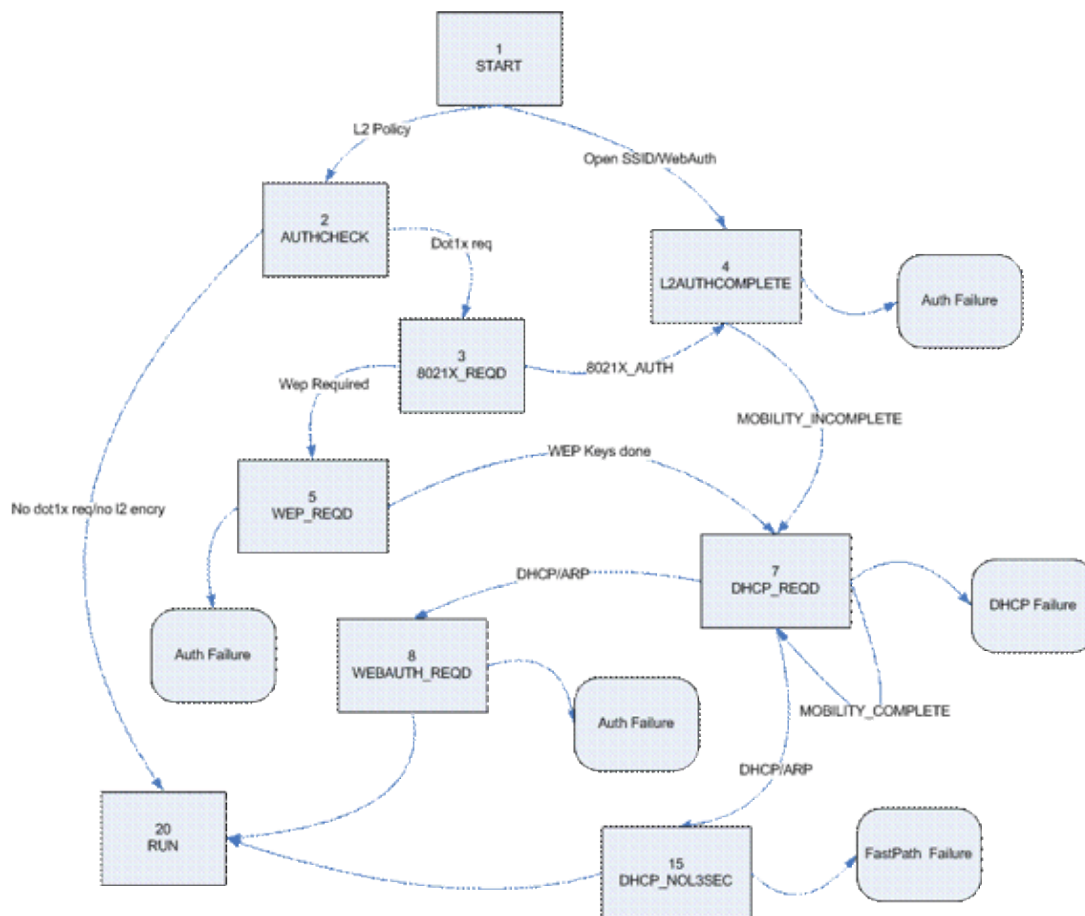 1
START
L2 Policy
Open SSID/WebAuth
2
AUTHCHECK
Dot1x req
4
L2AUTHCOMPLETE
Auth Failure
3
8021X_REQD
8021X_AUTH
Wep Required
MOBILITY_INCOMPLETE
WEP Keys done
5
WEP_REQD
No dot1x req/no l2 encry
7
DHCP_REQD
DHCP/ARP
DHCP Failure
Auth Failure
8
WEBAUTH_REQD
Auth Failure
MOBILITY_COMPLETE
DHCP/ARP
20
RUN
15
DHCP_NOL3SEC
FastPath Failure